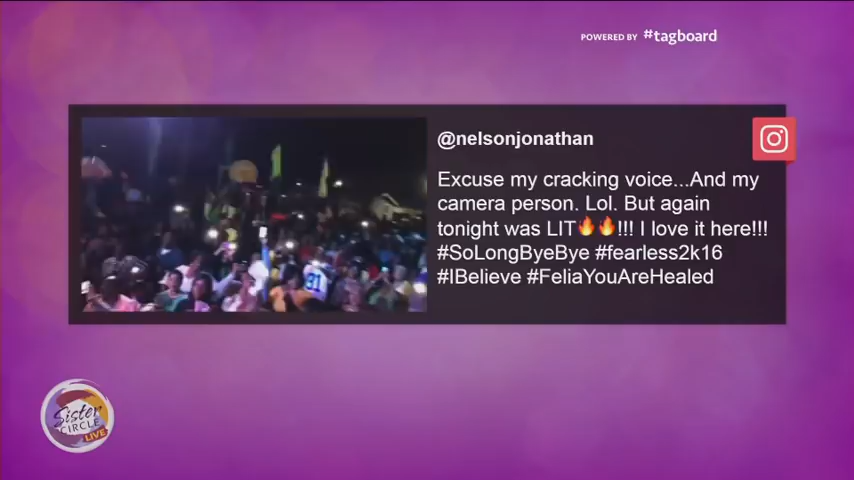 POWERED BY #tagboard
@nelsonjonathan
Excuse my cracking voice...And my
camera person. Lol. But again
tonight was LIT🔥🔥!!! I love it here!!!
#SoLongByeBye #fearless2k16
#IBelieve #FeliaYouAreHealed
91
Sister
CIRCLE
LIVE